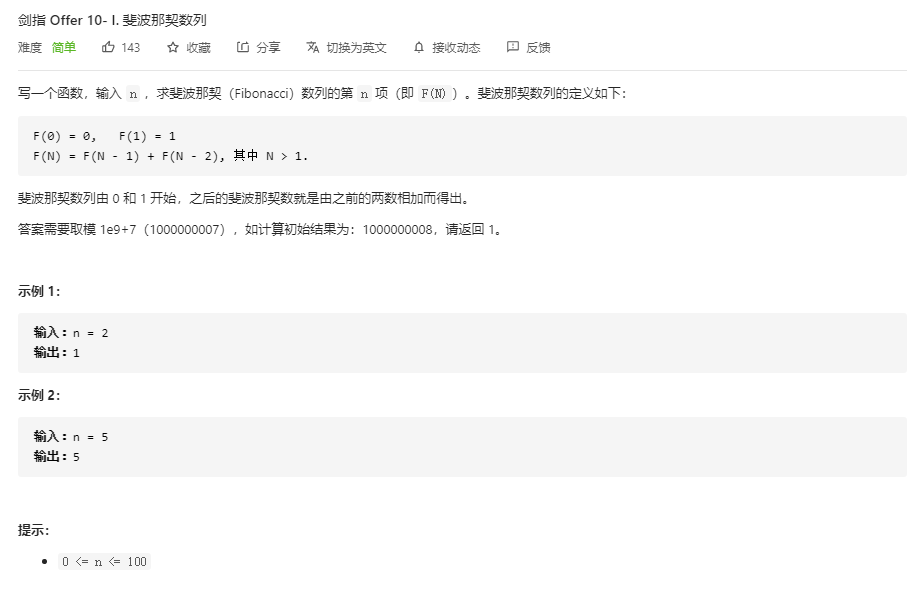 剑指 Offer 10- I. 斐波那契数列
难度 简单 143 收藏 分享 切换为英文 接收动态 反馈
写一个函数，输入 n ，求斐波那契（Fibonacci）数列的第 n 项（即 F(N)）。斐波那契数列的定义如下：
F(0) = 0,   F(1) = 1
F(N) = F(N - 1) + F(N - 2), 其中 N > 1.
斐波那契数列由 0 和 1 开始，之后的斐波那契数就是由之前的两数相加而得出。
答案需要取模 1e9+7（1000000007），如计算初始结果为：1000000008，请返回 1。
示例 1：
输入：n = 2
输出：1
示例 2：
输入：n = 5
输出：5
提示：
• 0 <= n <= 100